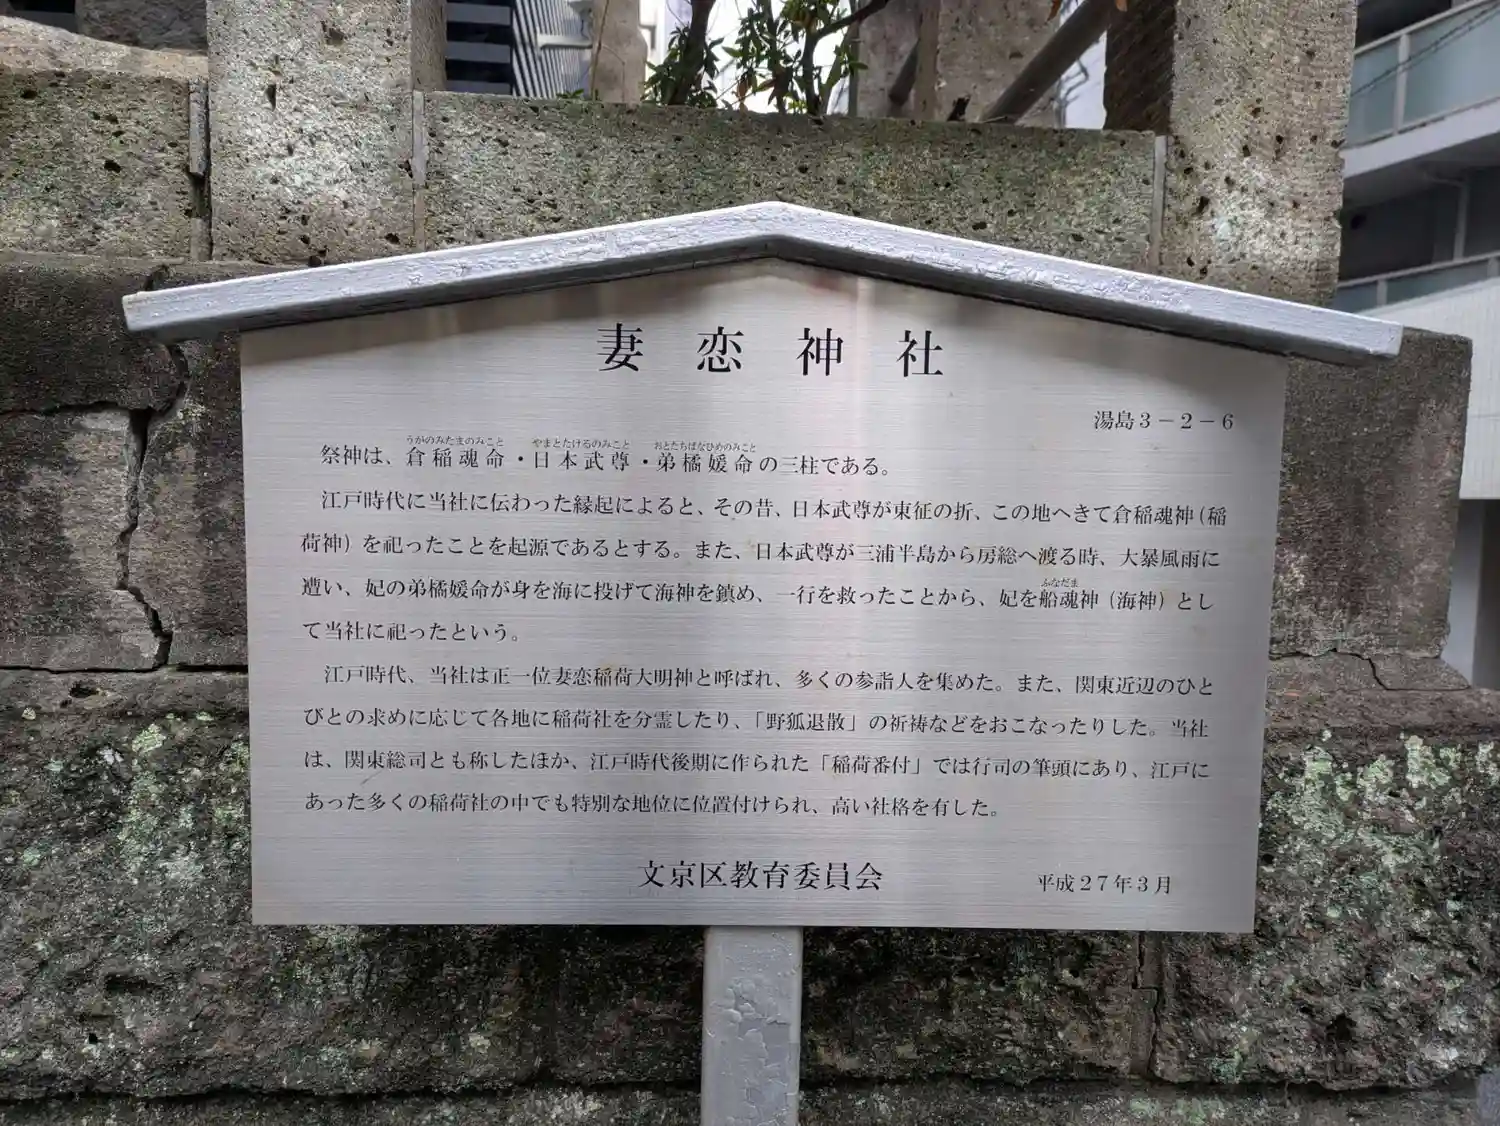 妻恋神社
湯島3－2－6
うかのみたまのみこと やまとたけるのみこと おとたちばなひめのみこと
祭神は、倉稲魂命・日本武尊・弟橘媛命の三柱である。
江戸時代に当社に伝わった縁起によると、その昔、日本武尊が東征の折、この地へきて倉稲魂神（稲
荷神）を祀ったことを起源であるとする。また、日本武尊が三浦半島から房総へ渡る時、大暴風雨に
ふなだま
遭い、妃の弟橘媛命が身を海に投げて海神を鎮め、一行を救ったことから、妃を船魂神（海神）とし
て当社に祀ったという。
江戸時代、当社は正一位妻恋稲荷大明神と呼ばれ、多くの参詣人を集めた。また、関東近辺のひと
びとの求めに応じて各地に稲荷社を分霊したり、「野狐退散」の祈祷などをおこなったりした。当社
は、関東総司とも称したほか、江戸時代後期に作られた「稲荷番付」では行司の筆頭にあり、江戸に
あった多くの稲荷社の中でも特別な地位に位置付けられ、高い社格を有した。
文京区教育委員会
平成27年3月